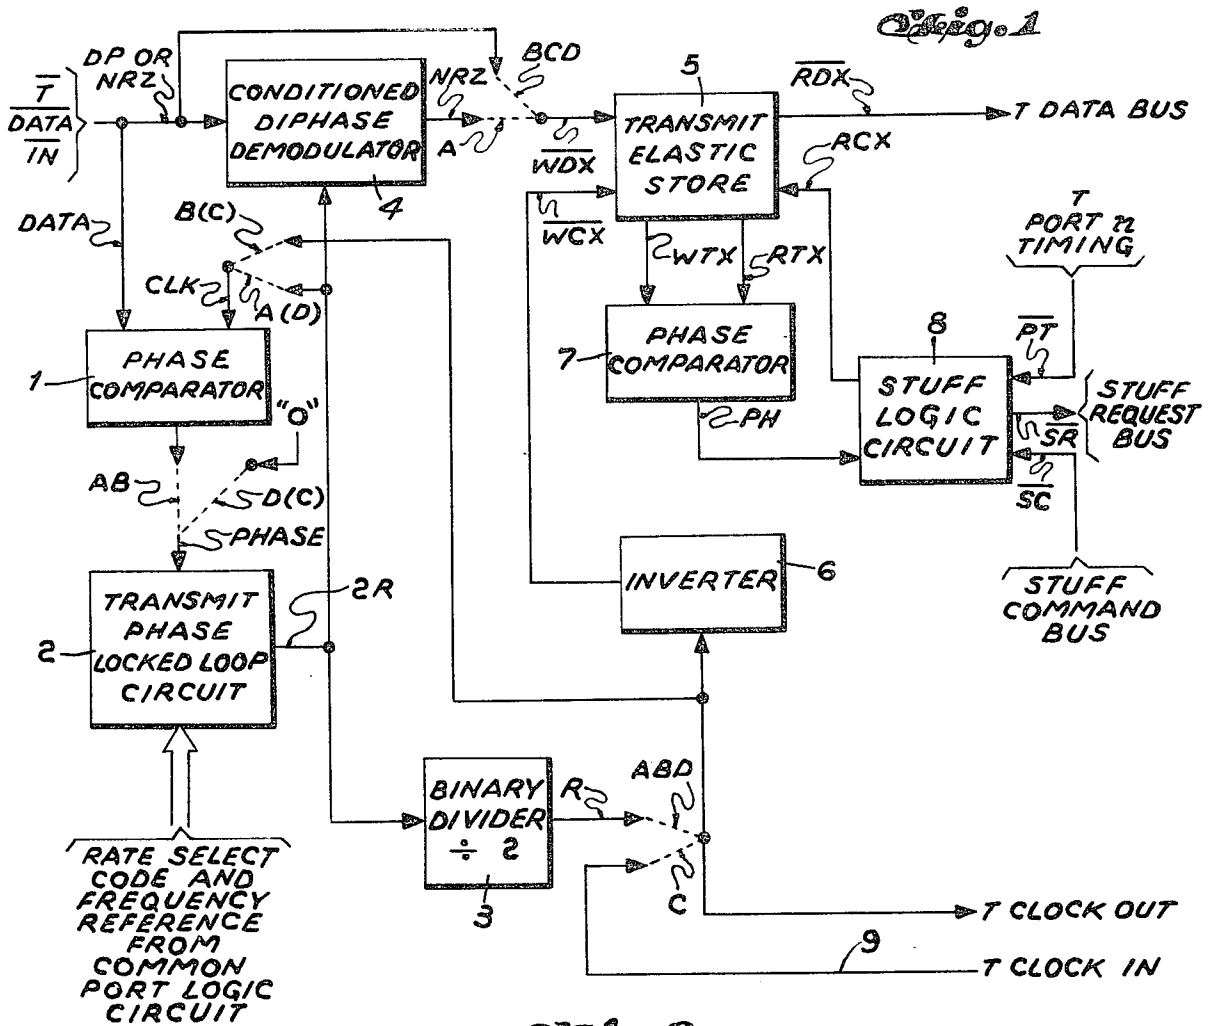 Fig. 1
DP OR
NRZ
T
DATA
IN
CONDITIONED
DIPHASE
DEMODULATOR
4
NRZ
A
BCD
WDX
5
TRANSMIT
ELASTIC
STORE
RDX
T DATA BUS
RCX
WCX
DATA
B(C)
CLK
A(D)
WTX
RTX
T
PORT n
TIMING
1
PHASE
COMPARATOR
7
PHASE
COMPARATOR
PH
8
STUFF
LOGIC
CIRCUIT
PT
SR
SC
STUFF
REQUEST
BUS
"O"
AB
D(C)
PHASE
2
TRANSMIT
PHASE
LOCKED LOOP
CIRCUIT
2R
INVERTER
6
STUFF
COMMAND
BUS
BINARY
DIVIDER
÷ 2
3
R
ABD
C
RATE SELECT
CODE AND
FREQUENCY
REFERENCE
FROM
COMMON
PORT LOGIC
CIRCUIT
T CLOCK OUT
9
T CLOCK IN